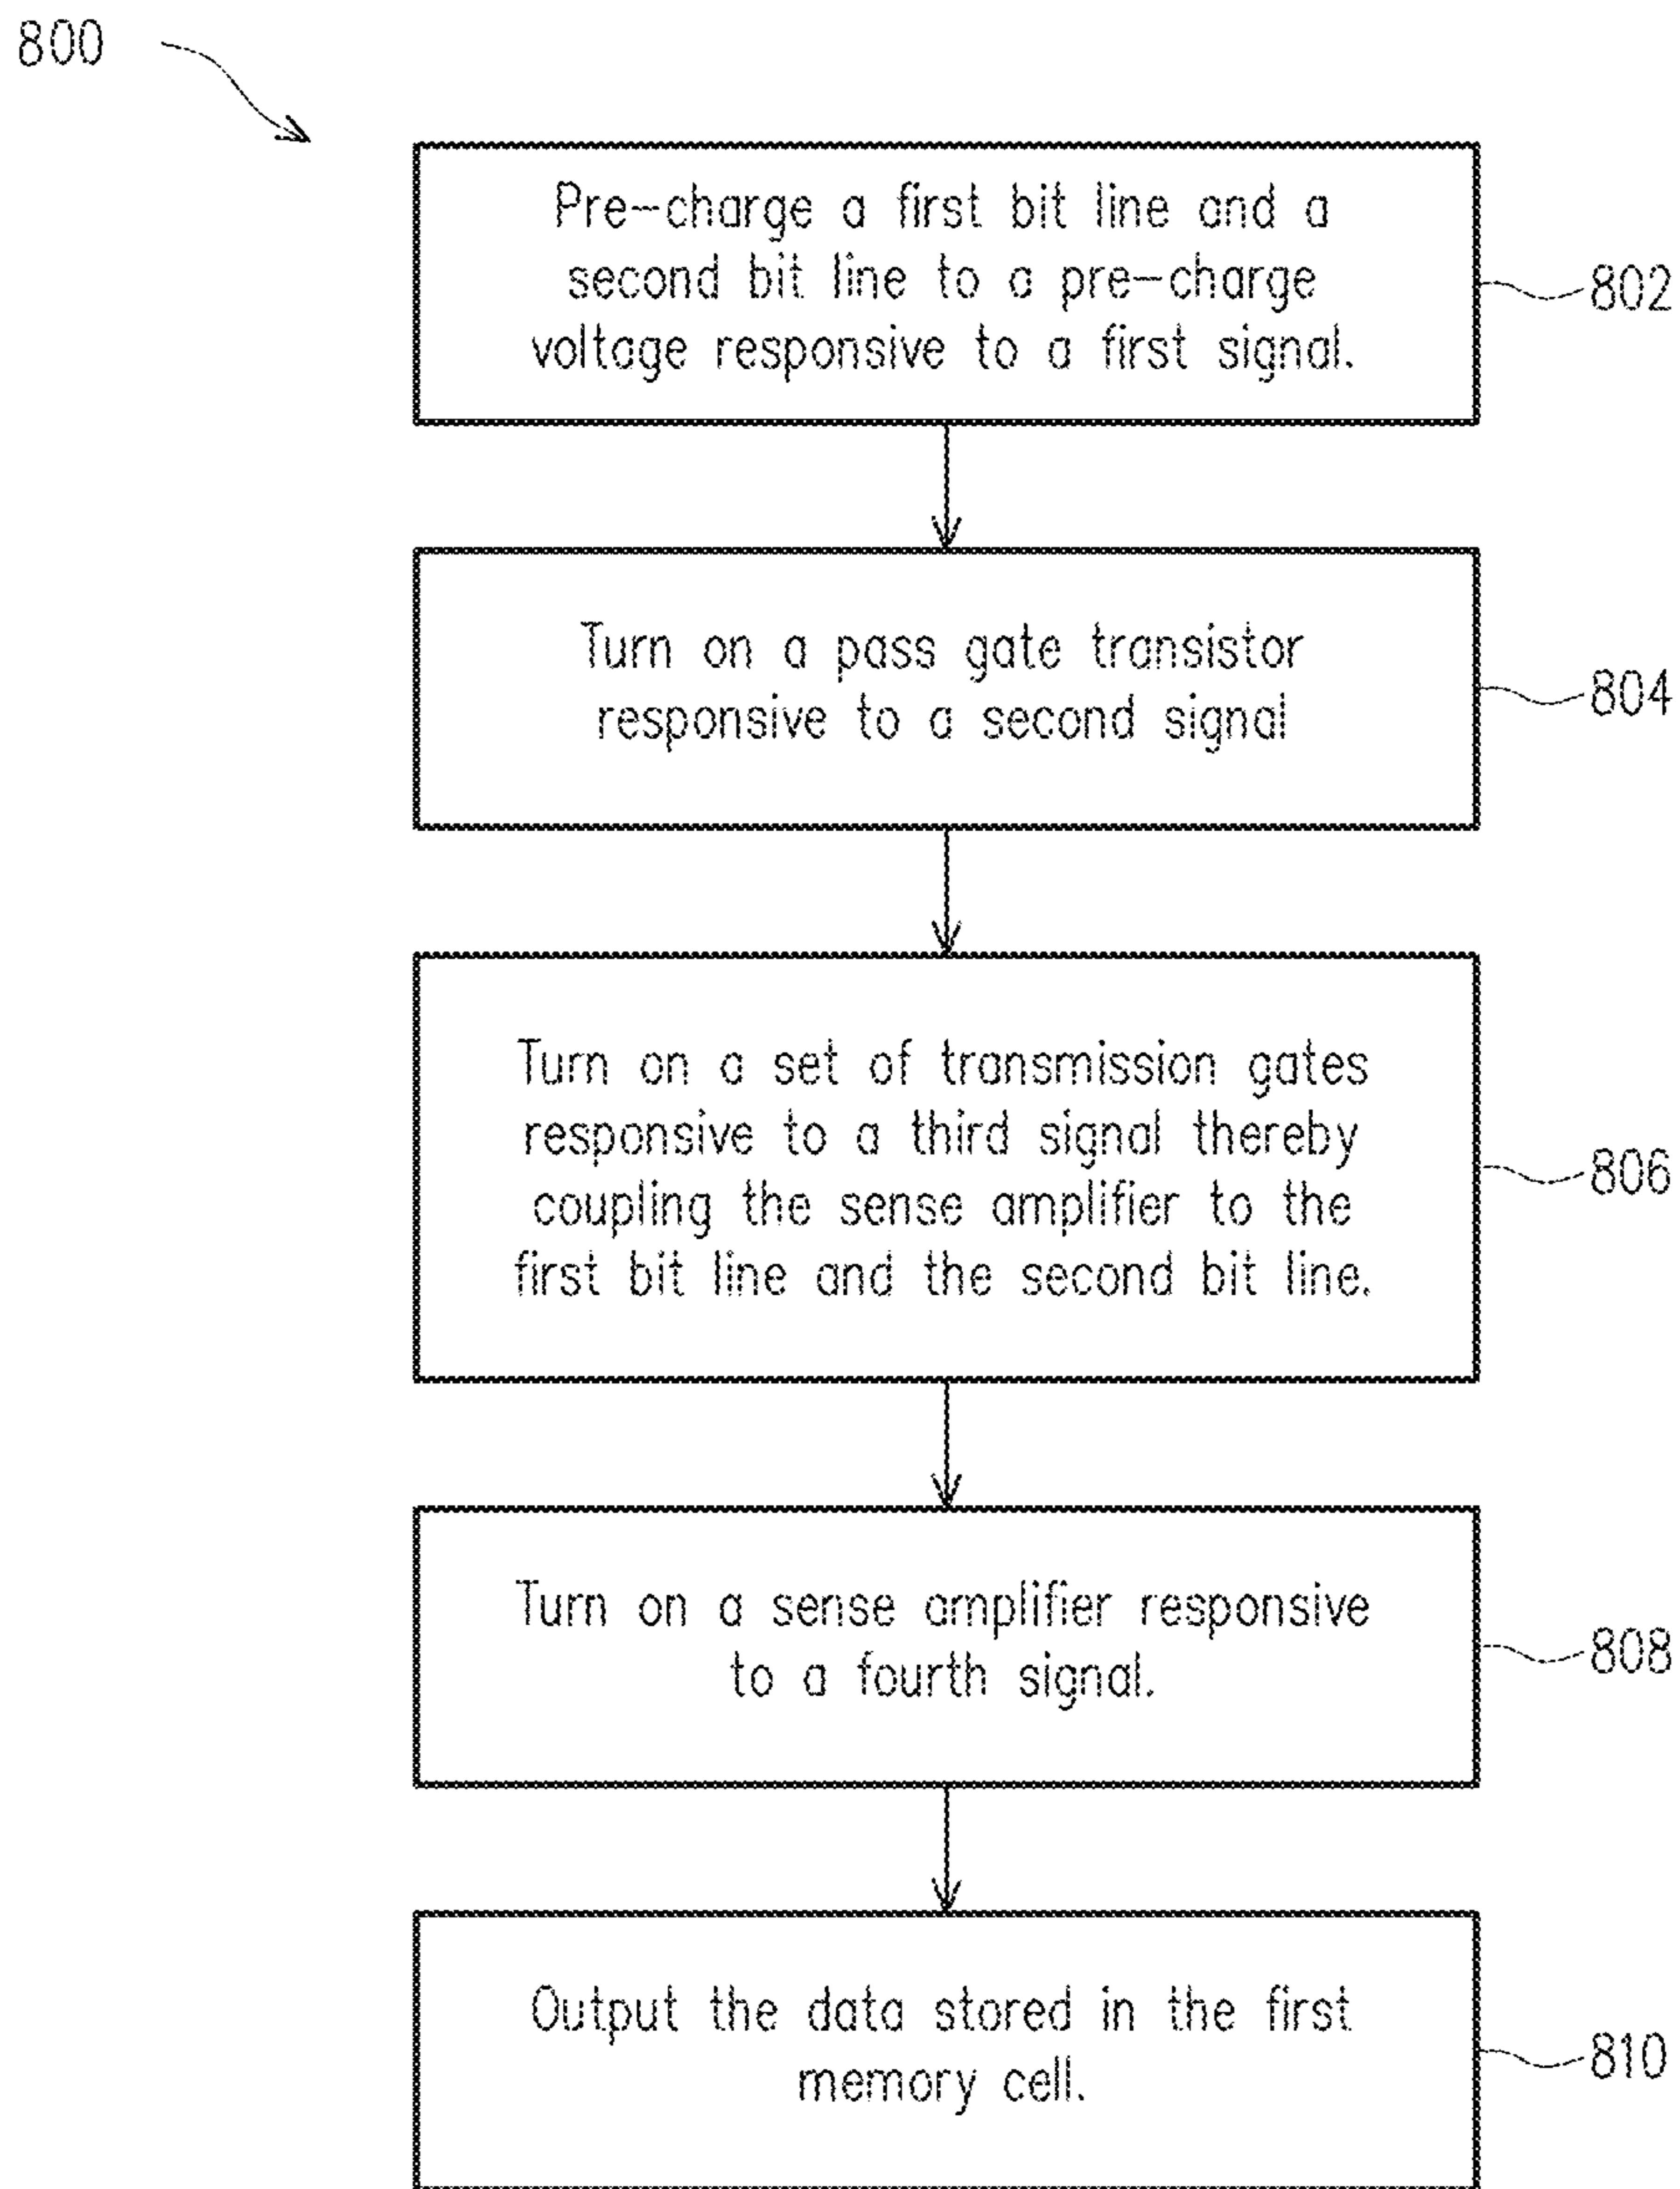 800
Pre-charge a first bit line and a
second bit line to a pre-charge
voltage responsive to a first signal.
802
Turn on a pass gate transistor
responsive to a second signal
804
Turn on a set of transmission gates
responsive to a third signal thereby
coupling the sense amplifier to the
first bit line and the second bit line.
806
Turn on a sense amplifier responsive
to a fourth signal.
808
Output the data stored in the first
memory cell.
810